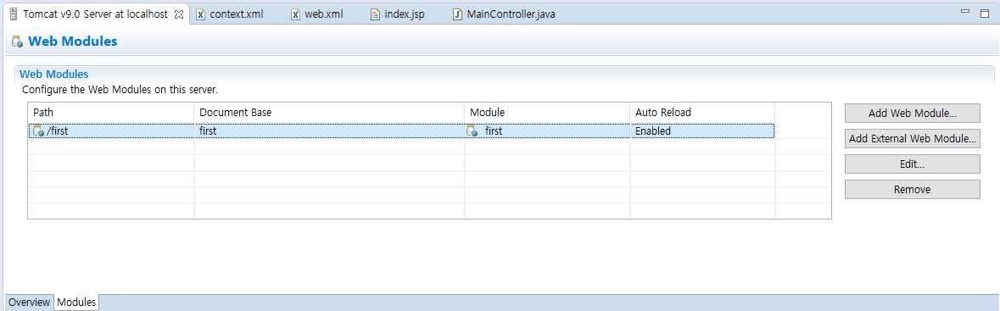 Tomcat v9.0 Server at localhost context.xml web.xml index.jsp MainController.java
Web Modules
Web Modules
Configure the Web Modules on this server.
Path Document Base Module Auto Reload
/first first first Enabled
Add Web Module...
Add External Web Module...
Edit...
Remove
Overview Modules